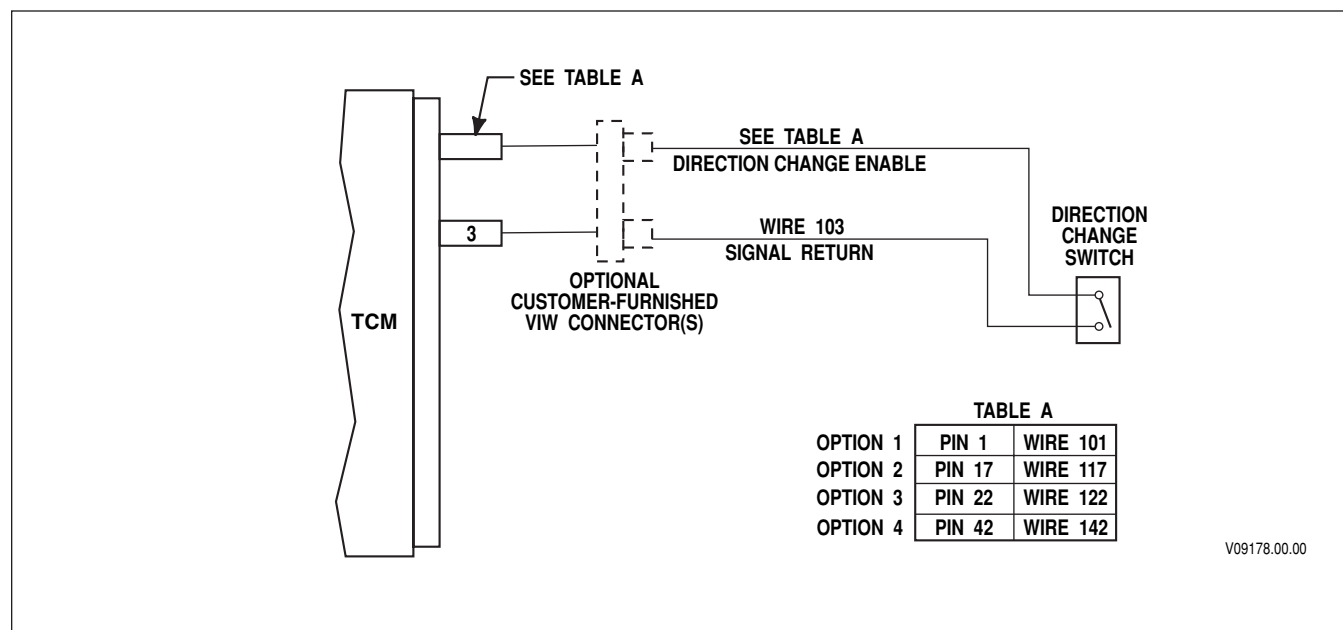 SEE TABLE A
SEE TABLE A
DIRECTION CHANGE ENABLE
3
WIRE 103
SIGNAL RETURN
DIRECTION
CHANGE
SWITCH
OPTIONAL
CUSTOMER-FURNISHED
VIW CONNECTOR(S)
TCM
TABLE A
OPTION 1 PIN 1 WIRE 101
OPTION 2 PIN 17 WIRE 117
OPTION 3 PIN 22 WIRE 122
OPTION 4 PIN 42 WIRE 142
V09178.00.00